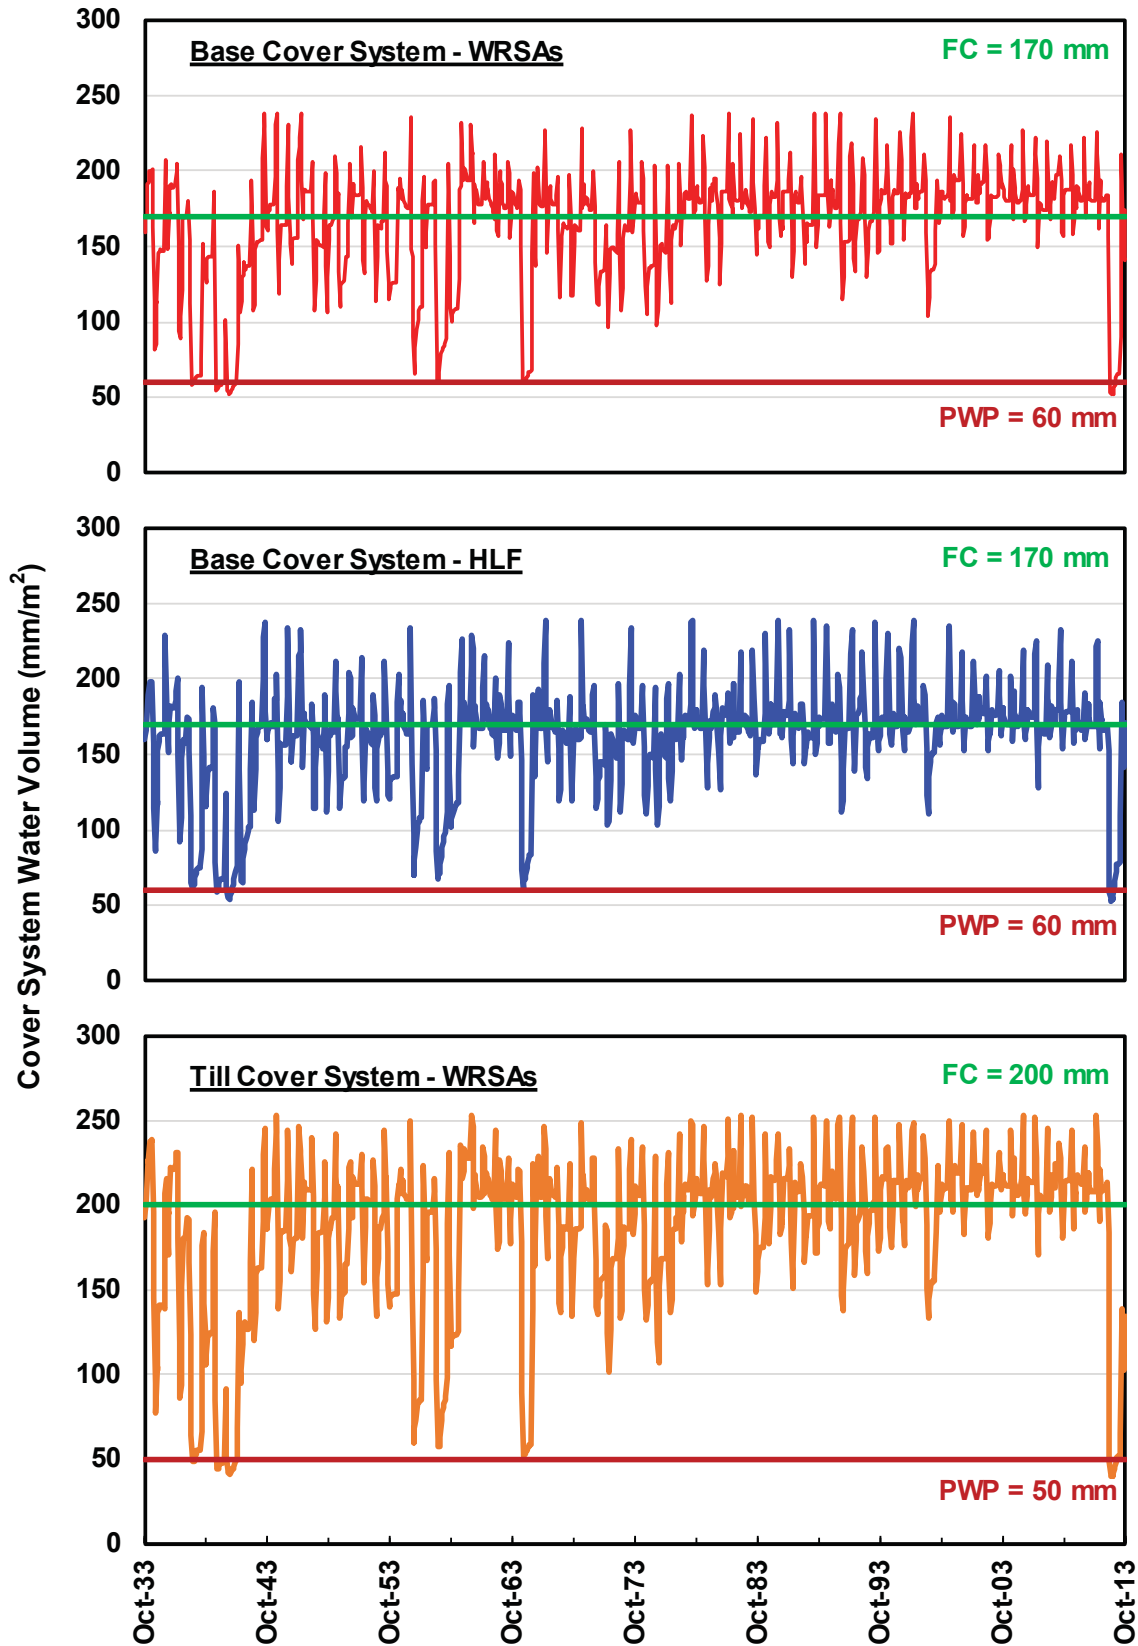 Cover System Water Volume (mm/m²)
300
250
200
150
100
50
0
Base Cover System - WRSAs
FC = 170 mm
PWP = 60 mm
300
250
200
150
100
50
0
Base Cover System - HLF
FC = 170 mm
PWP = 60 mm
300
250
200
150
100
50
0
Till Cover System - WRSAs
FC = 200 mm
PWP = 50 mm
Oct-33
Oct-43
Oct-53
Oct-63
Oct-73
Oct-83
Oct-93
Oct-03
Oct-13